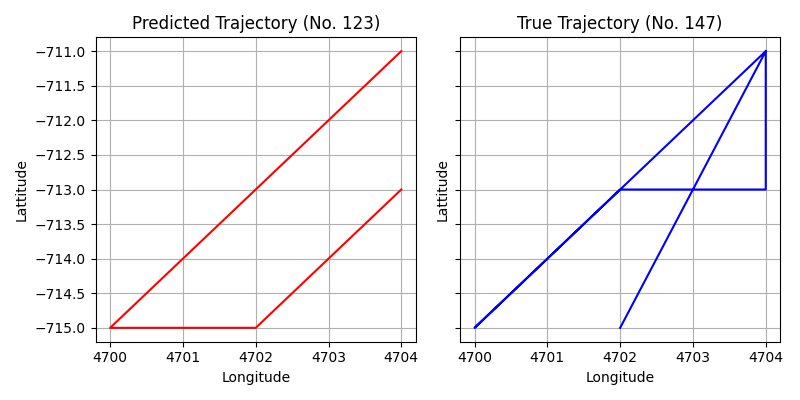 Predicted Trajectory (No. 123)
True Trajectory (No. 147)
Lattitude
−711.0
−711.5
−712.0
−712.5
−713.0
−713.5
−714.0
−714.5
−715.0
4700 4701 4702 4703 4704
Longitude
Lattitude
4700 4701 4702 4703 4704
Longitude